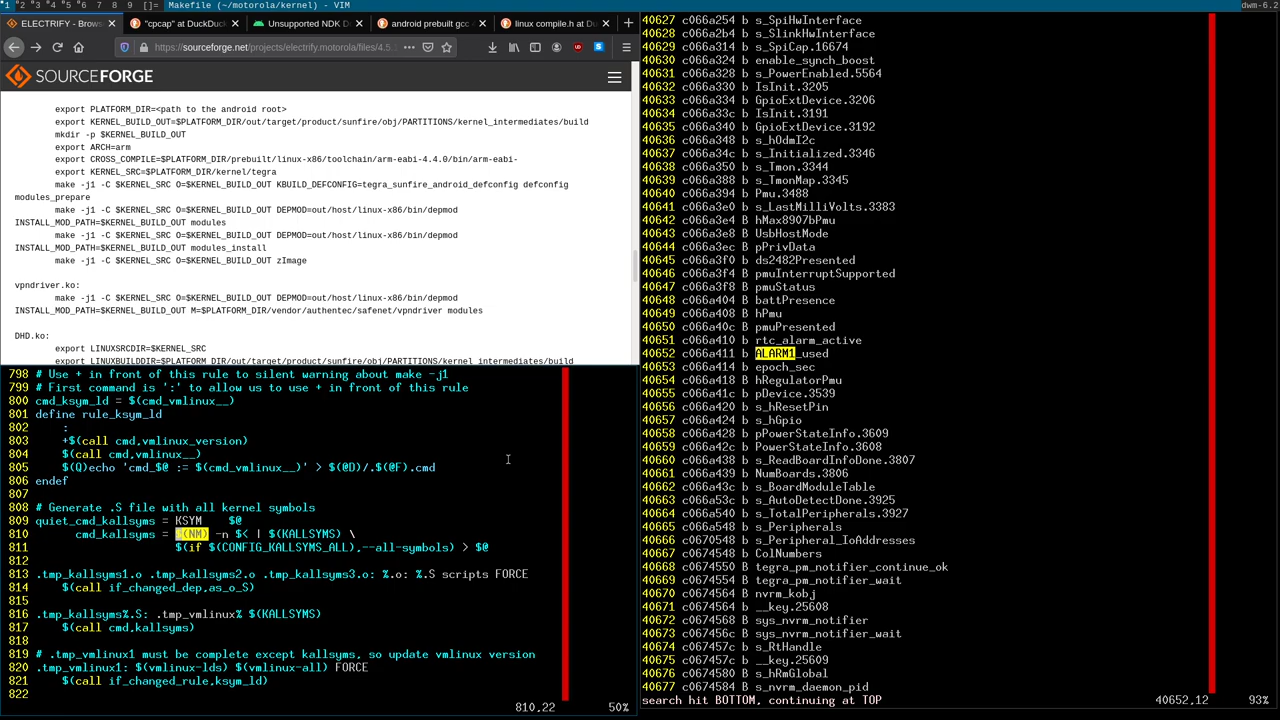 1 2 3 4 5 6 7 8 9 []= Makefile (~/motorola/kernel) - VIM dwm-6.2
ELECTRIFY - Brows
"cpcap" at DuckDuck
Unsupported NDK D
android prebuilt gcc
linux compile.h at Du
https://sourceforge.net/projects/electrify.motorola/files/4.5.
SOURCEFORGE
export PLATFORM_DIR=<path to the android root>
export KERNEL_BUILD_OUT=$PLATFORM_DIR/out/target/product/sunfire/obj/PARTITIONS/kernel_intermediates/build
mkdir -p $KERNEL_BUILD_OUT
export ARCH=arm
export CROSS_COMPILE=$PLATFORM_DIR/prebuilt/linux-x86/toolchain/arm-eabi-4.4.0/bin/arm-eabi-
export KERNEL_SRC=$PLATFORM_DIR/kernel/tegra
make -j1 -C $KERNEL_SRC O=$KERNEL_BUILD_OUT KBUILD_DEFCONFIG=tegra_sunfire_android_defconfig defconfig
modules_prepare
make -j1 -C $KERNEL_SRC O=$KERNEL_BUILD_OUT DEPMOD=out/host/linux-x86/bin/depmod
INSTALL_MOD_PATH=$KERNEL_BUILD_OUT modules
make -j1 -C $KERNEL_SRC O=$KERNEL_BUILD_OUT DEPMOD=out/host/linux-x86/bin/depmod
INSTALL_MOD_PATH=$KERNEL_BUILD_OUT modules_install
make -j1 -C $KERNEL_SRC O=$KERNEL_BUILD_OUT zImage
vpndriver.ko:
make -j1 -C $KERNEL_SRC O=$KERNEL_BUILD_OUT DEPMOD=out/host/linux-x86/bin/depmod
INSTALL_MOD_PATH=$KERNEL_BUILD_OUT M=$PLATFORM_DIR/vendor/authentec/safenet/vpndriver modules
DHD.ko:
export LINUXSRCDIR=$KERNEL_SRC
export LINUXBUILDDIR=$PLATFORM_DIR/out/target/product/sunfire/obj/PARTITIONS/kernel_intermediates/build
798 # Use + in front of this rule to silent warning about make -j1
799 # First command is ':' to allow us to use + in front of this rule
800 cmd_ksym_ld = $(cmd_vmlinux__)
801 define rule_ksym_ld
802 :
803 +$(call cmd,vmlinux_version)
804 $(call cmd,vmlinux__)
805 $(Q)echo 'cmd_$@ := $(cmd_vmlinux__)' > $(@D)/.$(@F).cmd
806 endef
807
808 # Generate .S file with all kernel symbols
809 quiet_cmd_kallsyms = KSYM $@
810 cmd_kallsyms = $(NM) -n $< | $(KALLSYMS) \
811 $(if $(CONFIG_KALLSYMS_ALL),--all-symbols) > $@
812
813 .tmp_kallsyms1.o .tmp_kallsyms2.o .tmp_kallsyms3.o: %.o: %.S scripts FORCE
814 $(call if_changed_dep,as_o_S)
815
816 .tmp_kallsyms%.S: .tmp_vmlinux% $(KALLSYMS)
817 $(call cmd,kallsyms)
818
819 # .tmp_vmlinux1 must be complete except kallsyms, so update vmlinux version
820 .tmp_vmlinux1: $(vmlinux-lds) $(vmlinux-all) FORCE
821 $(call if_changed_rule,ksym_ld)
822
810,22 50%
40627 c066a254 b s_SpiHwInterface
40628 c066a2b4 b s_SlinkHwInterface
40629 c066a314 b s_SpiCap.16674
40630 c066a324 b enable_synch_boost
40631 c066a328 b s_PowerEnabled.5564
40632 c066a330 b IsInit.3205
40633 c066a334 b GpioExtDevice.3206
40634 c066a33c b IsInit.3191
40635 c066a340 b GpioExtDevice.3192
40636 c066a348 b s_hOdmI2c
40637 c066a34c b s_Initialized.3346
40638 c066a350 b s_Tmon.3344
40639 c066a354 b s_TmonMap.3345
40640 c066a394 b Pmu.3488
40641 c066a3e0 b s_LastMilliVolts.3383
40642 c066a3e4 B hMax8907bPmu
40643 c066a3e8 B UsbHostMode
40644 c066a3ec B pPrivData
40645 c066a3f0 b ds2482Presented
40646 c066a3f4 B pmuInterruptSupported
40647 c066a3f8 B pmuStatus
40648 c066a404 B battPresence
40649 c066a408 B hPmu
40650 c066a40c b pmuPresented
40651 c066a410 b rtc_alarm_active
40652 c066a411 b ALARM1_used
40653 c066a414 b epoch_sec
40654 c066a418 B hRegulatorPmu
40655 c066a41c b pDevice.3539
40656 c066a420 b s_hResetPin
40657 c066a424 b s_hGpio
40658 c066a428 b pPowerStateInfo.3609
40659 c066a42c b PowerStateInfo.3608
40660 c066a438 b s_ReadBoardInfoDone.3807
40661 c066a439 b NumBoards.3806
40662 c066a43c b s_BoardModuleTable
40663 c066a53c b s_AutoDetectDone.3925
40664 c066a540 b s_TotalPeripherals.3927
40665 c066a548 b s_Peripherals
40666 c0670548 b s_Peripheral_IoAddresses
40667 c0674548 b ColNumbers
40668 c0674550 b tegra_pm_notifier_continue_ok
40669 c0674554 b tegra_pm_notifier_wait
40670 c0674564 B nvrm_kobj
40671 c0674564 b __key.25608
40672 c0674568 b sys_nvrm_notifier
40673 c067456c b sys_nvrm_notifier_wait
40674 c067457c b s_RtHandle
40675 c067457c b __key.25609
40676 c0674580 B s_hRmGlobal
40677 c0674584 B s_nvrm_daemon_pid
search hit BOTTOM, continuing at TOP 40652,12 93%